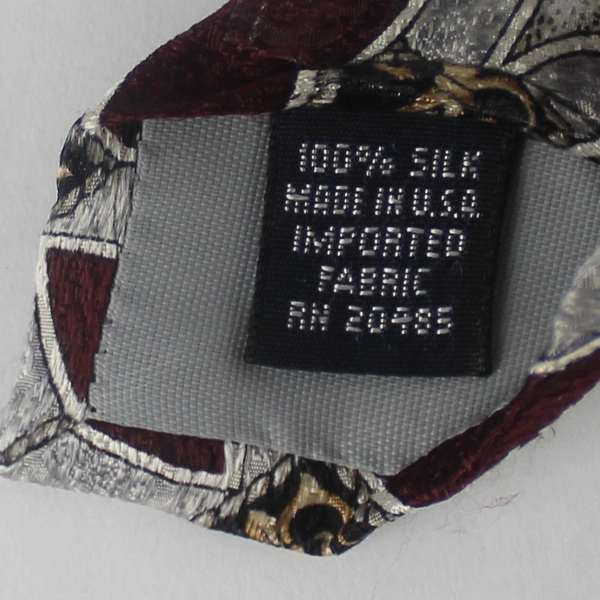 100% SILK
MADE IN U.S.A
IMPORTED
FABRIC
RN 20485